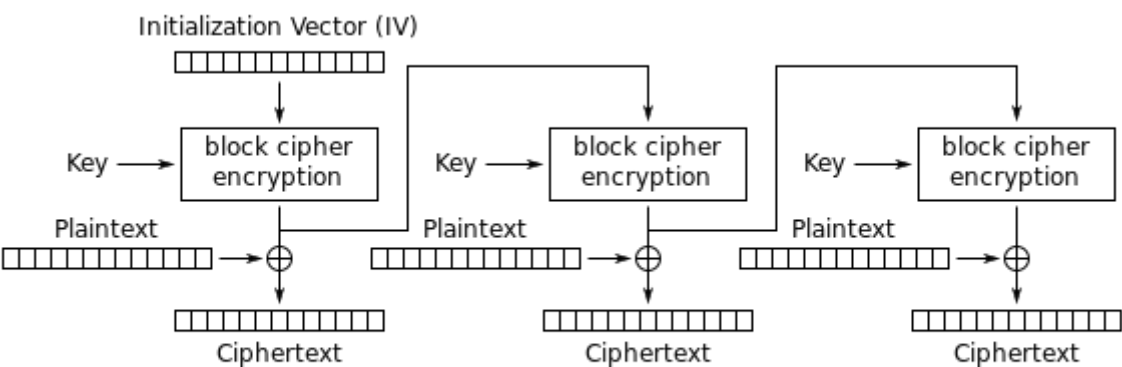 Initialization Vector (IV)
Key
block cipher
encryption
Key
block cipher
encryption
Key
block cipher
encryption
Plaintext
Plaintext
Plaintext
Ciphertext
Ciphertext
Ciphertext